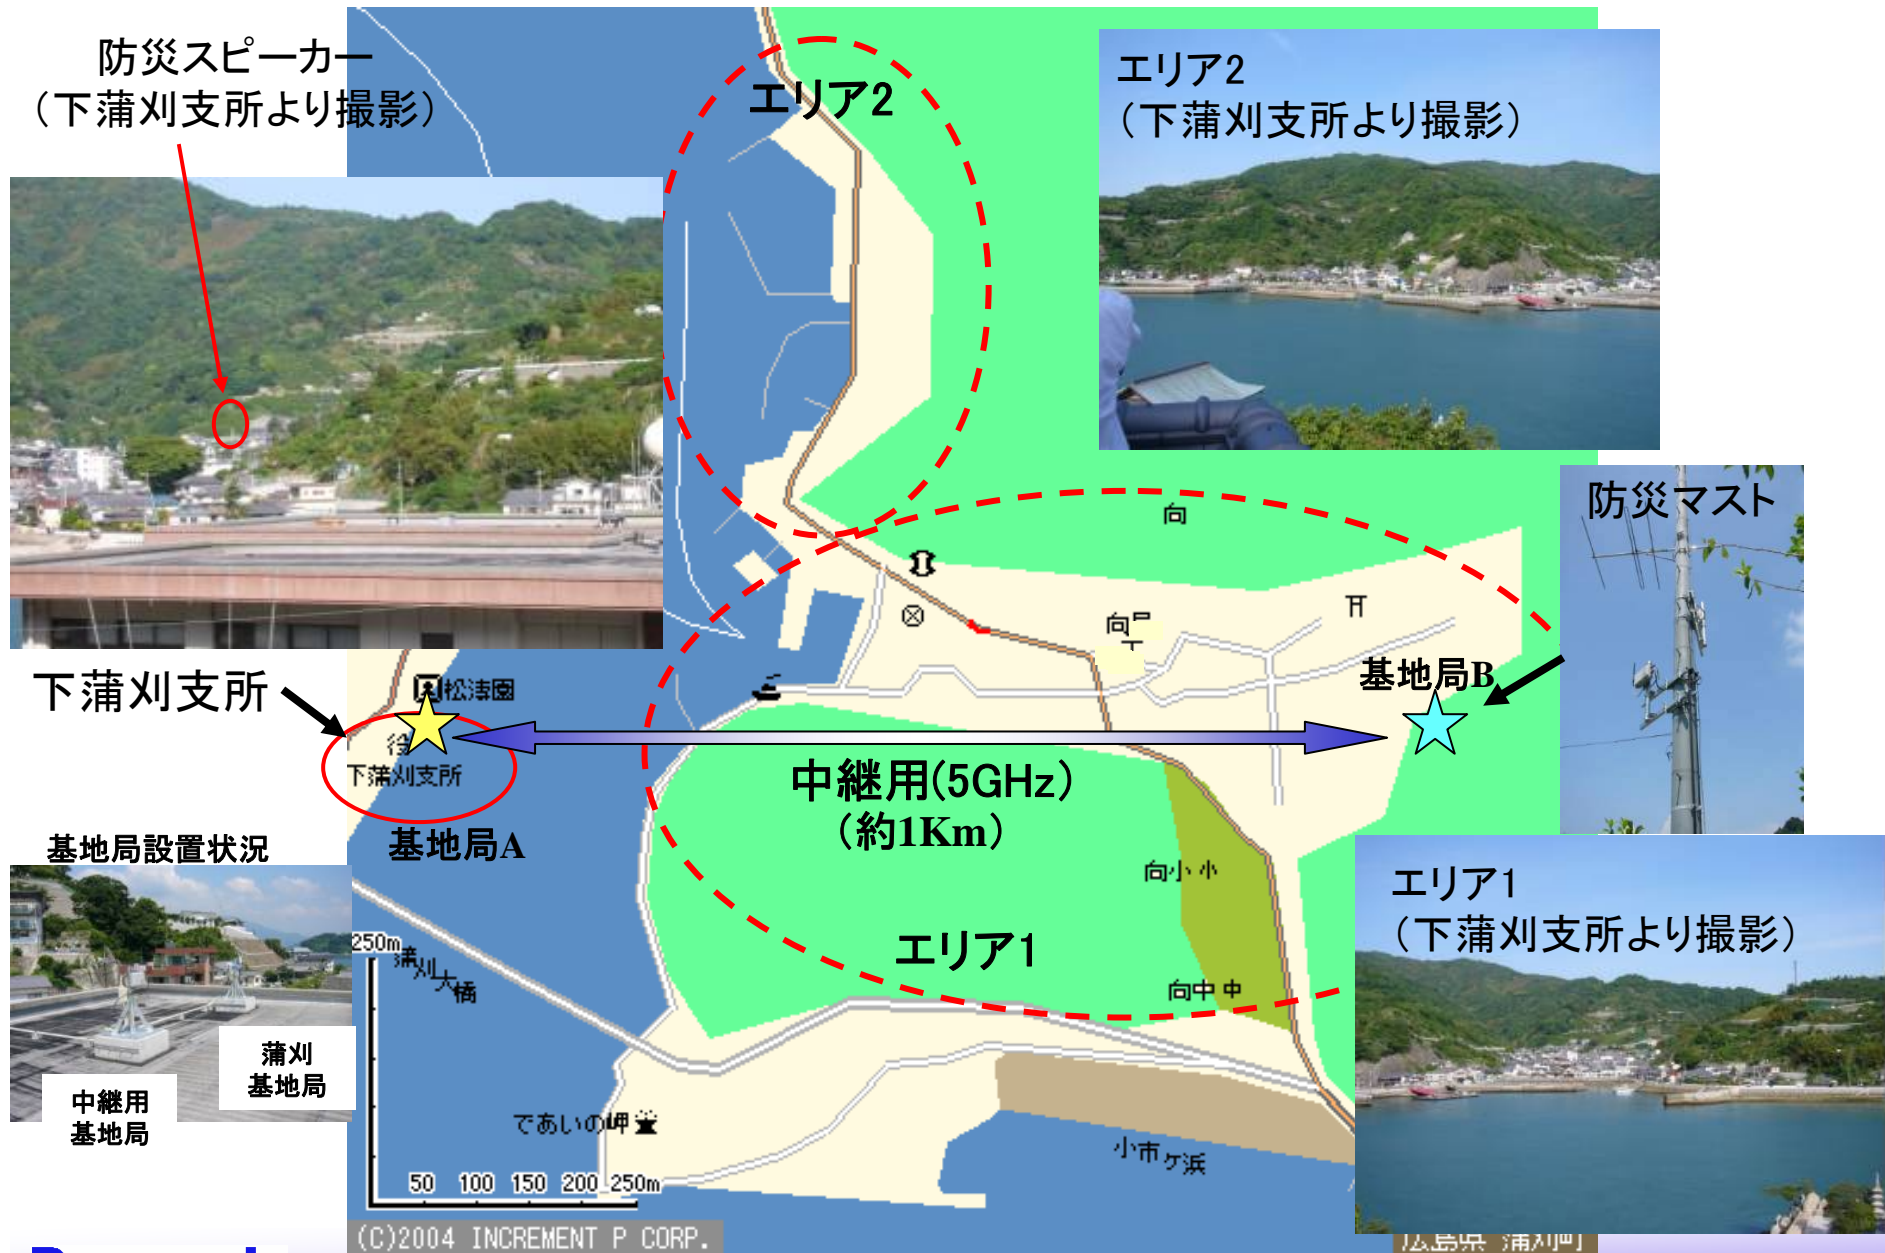 防災スピーカー
（下蒲刈支所より撮影）
エリア2
エリア2
（下蒲刈支所より撮影）
防災マスト
向
向
基地局B
下蒲刈支所
松濤園
役
下蒲刈支所
中継用(5GHz)
（約1Km）
基地局A
基地局設置状況
向小 小
エリア1
（下蒲刈支所より撮影）
エリア1
250m
蒲刈大橋
向中 中
蒲刈
基地局
中継用
基地局
であいの岬
小市ケ浜
50 100 150 200 250m
(C)2004 INCREMENT P CORP.
広島県 蒲刈町